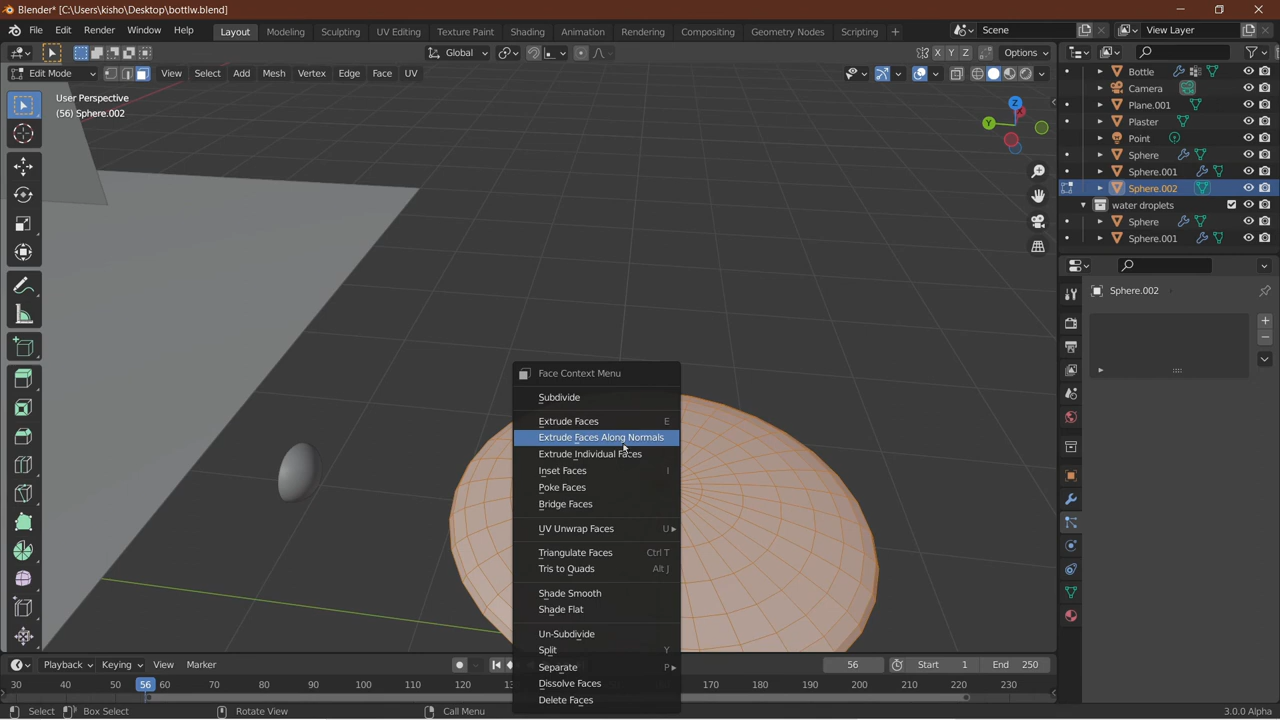 Blender* [C:\Users\kisho\Desktop\bottlw.blend]
File Edit Render Window Help Layout Modeling Sculpting UV Editing Texture Paint Shading Animation Rendering Compositing Geometry Nodes Scripting + Scene View Layer
Global X Y Z Options
Edit Mode View Select Add Mesh Vertex Edge Face UV
User Perspective
(56) Sphere.002
Z
Y
Bottle
Camera
Plane.001
Plaster
Point
Sphere
Sphere.001
Sphere.002
water droplets
Sphere
Sphere.001
Sphere.002
Face Context Menu
Subdivide
Extrude Faces E
Extrude Faces Along Normals
Extrude Individual Faces
Inset Faces I
Poke Faces
Bridge Faces
UV Unwrap Faces U
Triangulate Faces Ctrl T
Tris to Quads Alt J
Shade Smooth
Shade Flat
Un-Subdivide
Split Y
Separate P
Dissolve Faces
Delete Faces
Playback Keying View Marker 56 Start 1 End 250
30 40 50 56 60 70 80 90 100 110 120 130 170 180 190 200 210 220 230
Select Box Select Rotate View Call Menu 3.0.0 Alpha